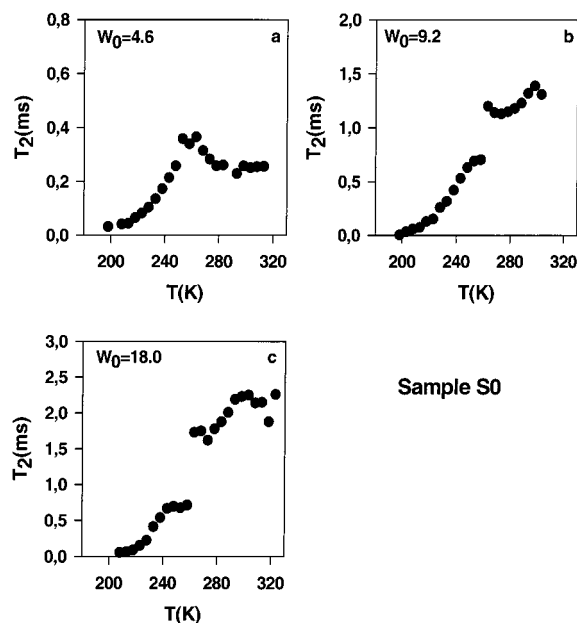 W0=4.6 a
T2(ms)
0,8
0,6
0,4
0,2
0,0
200 240 280 320
T(K)
W0=9.2 b
T2(ms)
2,0
1,5
1,0
0,5
0,0
200 240 280 320
T(K)
W0=18.0 c
T2(ms)
3,0
2,5
2,0
1,5
1,0
0,5
0,0
200 240 280 320
T(K)
Sample S0